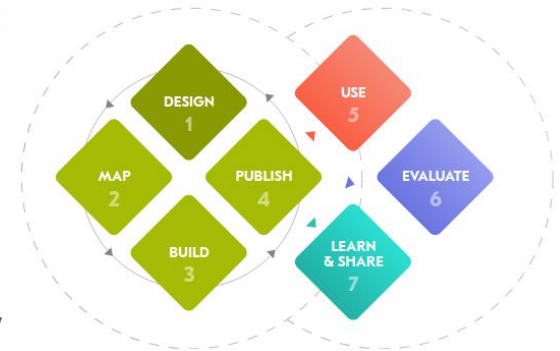 DESIGN
1
MAP
2
BUILD
3
PUBLISH
4
USE
5
EVALUATE
6
LEARN
& SHARE
7